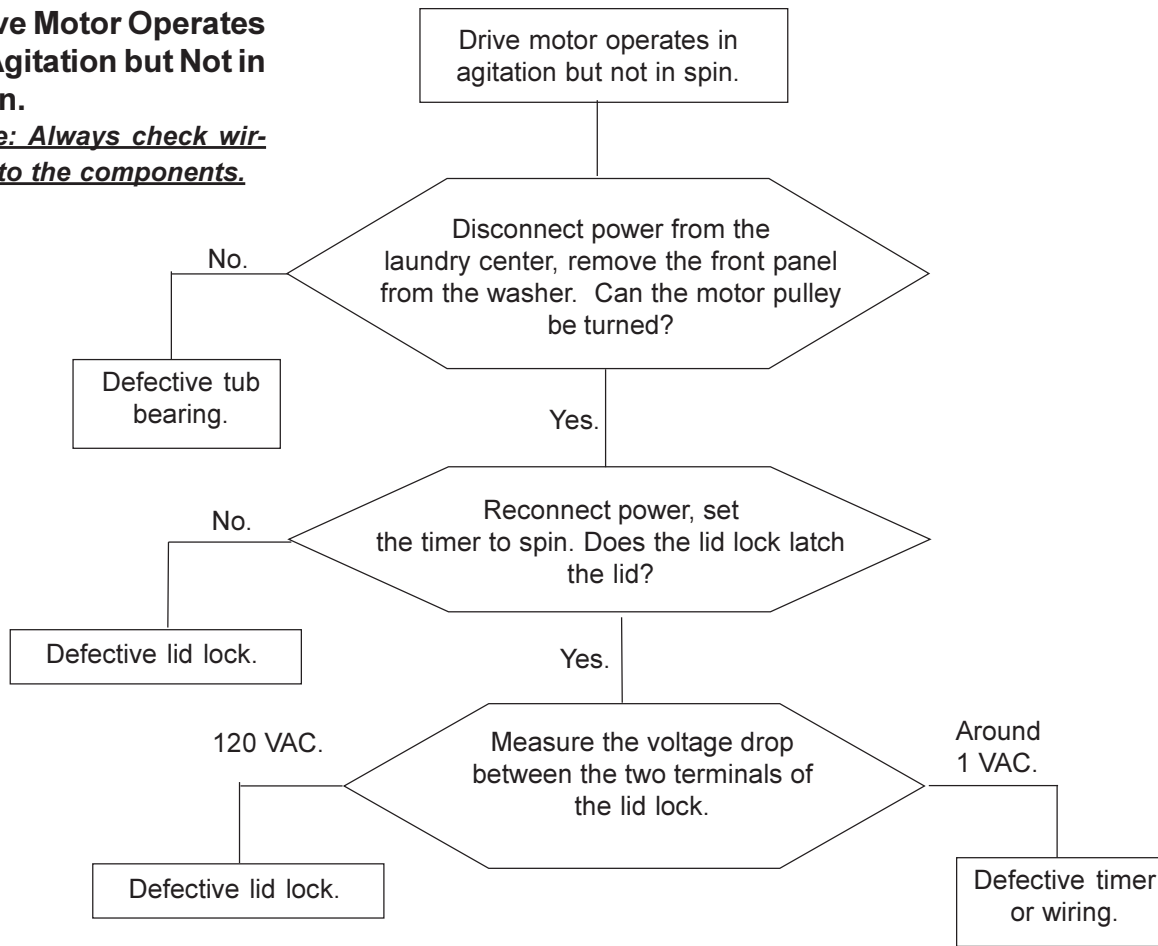 ve Motor Operates
Agitation but Not in
n.
e: Always check wir-
to the components.
Drive motor operates in
agitation but not in spin.
Disconnect power from the
laundry center, remove the front panel
from the washer. Can the motor pulley
be turned?
No.
Defective tub
bearing.
Yes.
Reconnect power, set
the timer to spin. Does the lid lock latch
the lid?
No.
Defective lid lock.
Yes.
Measure the voltage drop
between the two terminals of
the lid lock.
120 VAC.
Around
1 VAC.
Defective lid lock.
Defective timer
or wiring.